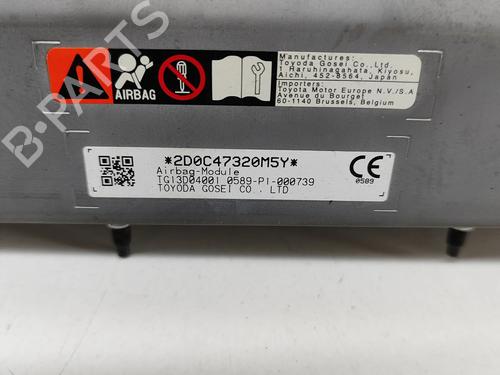 Manufactures:
Toyoda Gosei Co.,Ltd.
1 Haruhinagahata, Kiyosu,
Aichi, 452-8564, Japan
Importers:
Toyota Motor Europe N.V./S.A
Avenue du Bourget
60-1140 Brussels, Belgium
AIRBAG
*2D0C47320M5Y*
Airbag-Module
TG13D04001 0589-PI-000739
TOYODA GOSEI CO., LTD
CE
0589
B-PARTS